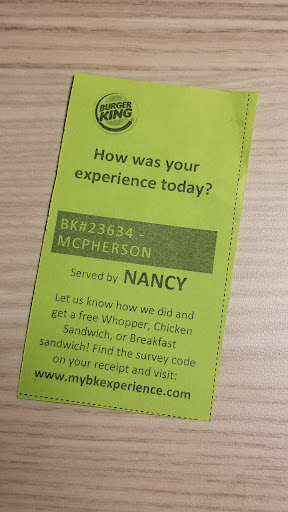 BURGER
KING
How was your
experience today?
BK#23634 -
MCPHERSON
Served by NANCY
Let us know how we did and
get a free Whopper, Chicken
Sandwich, or Breakfast
sandwich! Find the survey code
on your receipt and visit:
www.mybkexperience.com